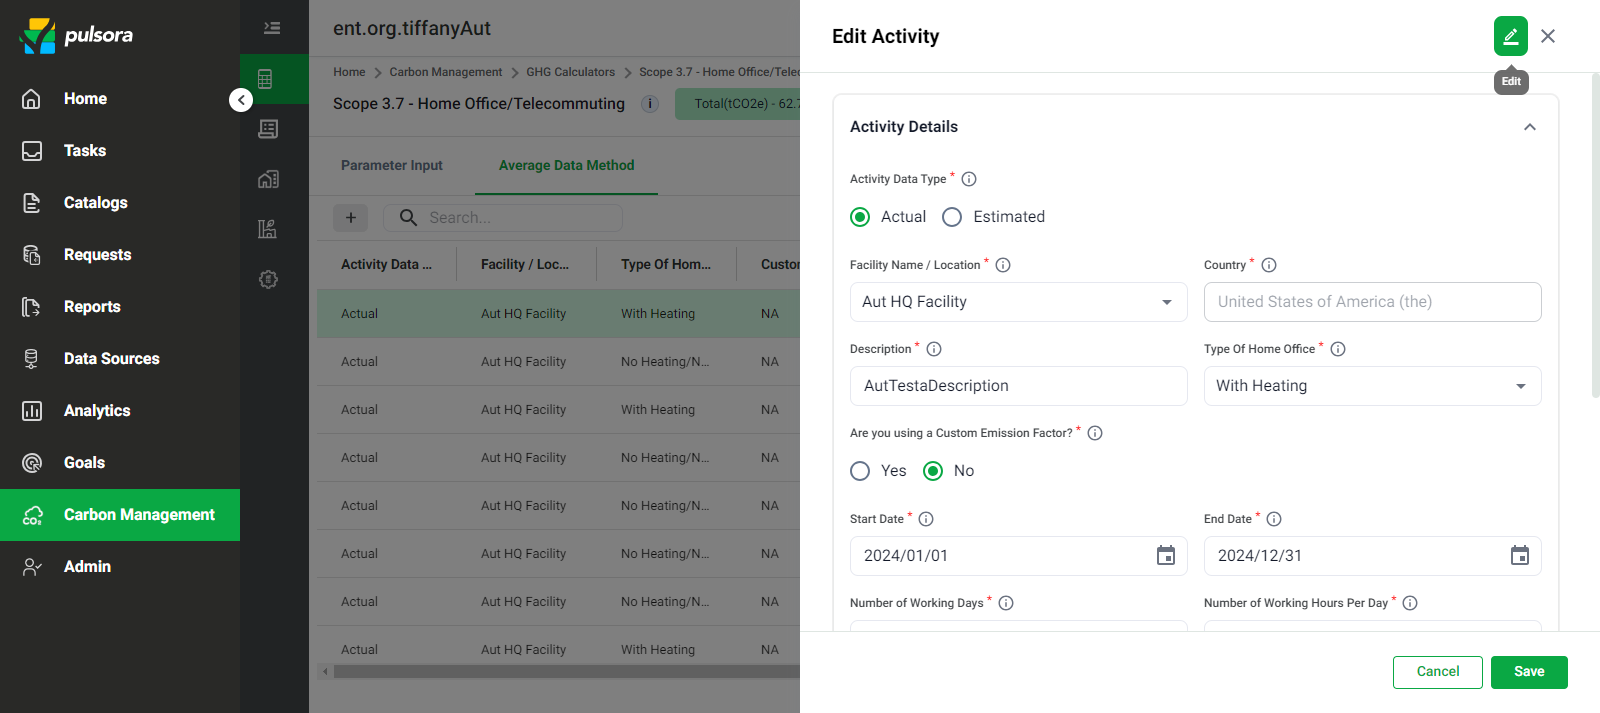 pulsora
Home
Tasks
Catalogs
Requests
Reports
Data Sources
Analytics
Goals
Carbon Management
Admin
ent.org.tiffanyAut
Home > Carbon Management > GHG Calculators > Scope 3.7 - Home Office/Telec
Scope 3.7 - Home Office/Telecommuting
Total(tCO2e) - 62.7
Parameter Input Average Data Method
+ Search...
Activity Data ... Facility / Loc... Type Of Hom... Custor
Actual Aut HQ Facility With Heating NA
Actual Aut HQ Facility No Heating/N... NA
Actual Aut HQ Facility With Heating NA
Actual Aut HQ Facility No Heating/N... NA
Actual Aut HQ Facility No Heating/N... NA
Actual Aut HQ Facility No Heating/N... NA
Actual Aut HQ Facility No Heating/N... NA
Actual Aut HQ Facility With Heating NA
Edit Activity
Edit
Activity Details
Activity Data Type *
Actual Estimated
Facility Name / Location * Country *
Aut HQ Facility United States of America (the)
Description * Type Of Home Office *
AutTestaDescription With Heating
Are you using a Custom Emission Factor? *
Yes No
Start Date * End Date *
2024/01/01 2024/12/31
Number of Working Days * Number of Working Hours Per Day *
Cancel Save